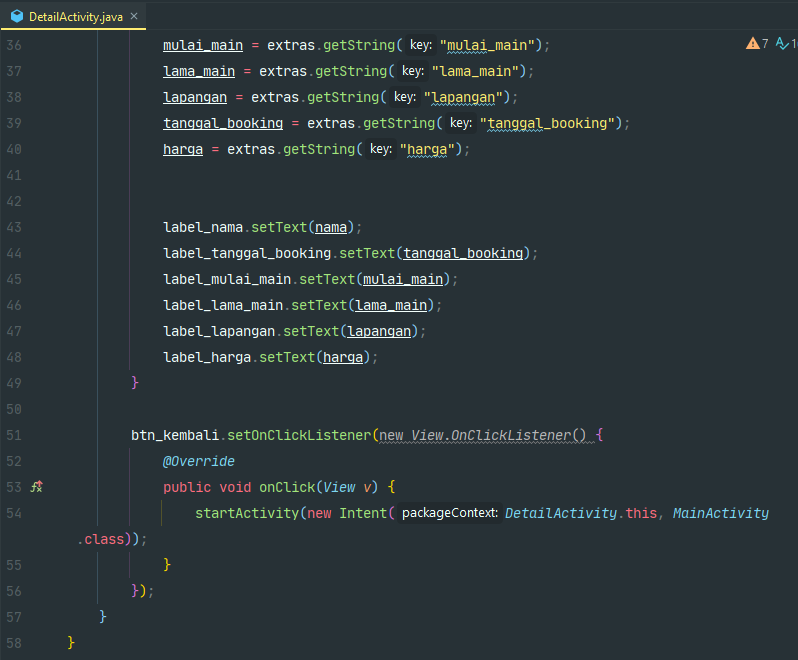 DetailActivity.java ×
7 1
36 mulai_main = extras.getString( key: "mulai_main");
37 lama_main = extras.getString( key: "lama_main");
38 lapangan = extras.getString( key: "lapangan");
39 tanggal_booking = extras.getString( key: "tanggal_booking");
40 harga = extras.getString( key: "harga");
41
42
43 label_nama.setText(nama);
44 label_tanggal_booking.setText(tanggal_booking);
45 label_mulai_main.setText(mulai_main);
46 label_lama_main.setText(lama_main);
47 label_lapangan.setText(lapangan);
48 label_harga.setText(harga);
49 }
50
51 btn_kembali.setOnClickListener(new View.OnClickListener() {
52 @Override
53 public void onClick(View v) {
54 startActivity(new Intent( packageContext: DetailActivity.this, MainActivity
.class));
55 }
56 });
57 }
58 }